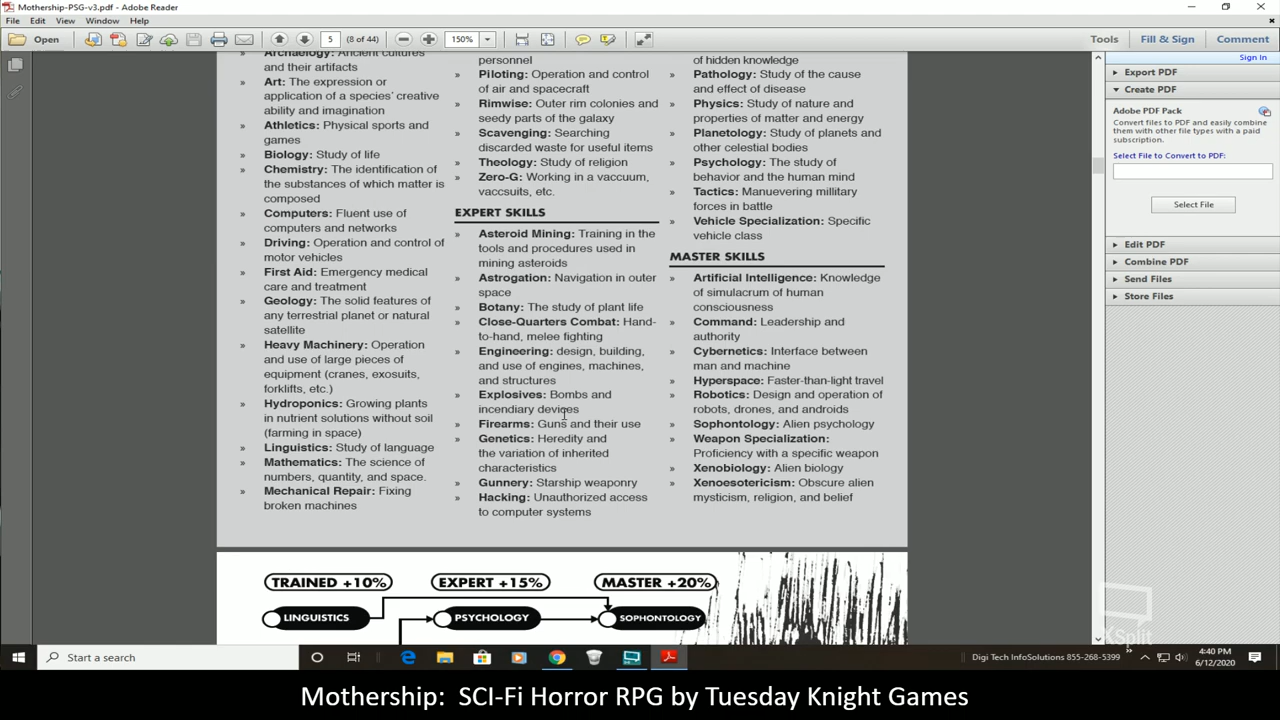 Mothership-PSG-v3.pdf - Adobe Reader
File Edit View Window Help
Open
5 (8 of 44)
150%
Tools
Fill & Sign
Comment
Archaelogy: Ancient cultures
and their artifacts
» Art: The expression or
application of a species' creative
ability and imagination
» Athletics: Physical sports and
games
» Biology: Study of life
» Chemistry: The identification of
the substances of which matter is
composed
» Computers: Fluent use of
computers and networks
» Driving: Operation and control of
motor vehicles
» First Aid: Emergency medical
care and treatment
» Geology: The solid features of
any terrestrial planet or natural
satellite
» Heavy Machinery: Operation
and use of large pieces of
equipment (cranes, exosuits,
forklifts, etc.)
» Hydroponics: Growing plants
in nutrient solutions without soil
(farming in space)
» Linguistics: Study of language
» Mathematics: The science of
numbers, quantity, and space.
» Mechanical Repair: Fixing
broken machines
personnel
» Piloting: Operation and control
of air and spacecraft
» Rimwise: Outer rim colonies and
seedy parts of the galaxy
» Scavenging: Searching
discarded waste for useful items
» Theology: Study of religion
» Zero-G: Working in a vaccuum,
vaccsuits, etc.
EXPERT SKILLS
» Asteroid Mining: Training in the
tools and procedures used in
mining asteroids
» Astrogation: Navigation in outer
space
» Botany: The study of plant life
» Close-Quarters Combat: Hand-
to-hand, melee fighting
» Engineering: design, building,
and use of engines, machines,
and structures
» Explosives: Bombs and
incendiary devices
» Firearms: Guns and their use
» Genetics: Heredity and
the variation of inherited
characteristics
» Gunnery: Starship weaponry
» Hacking: Unauthorized access
to computer systems
of hidden knowledge
» Pathology: Study of the cause
and effect of disease
» Physics: Study of nature and
properties of matter and energy
» Planetology: Study of planets and
other celestial bodies
» Psychology: The study of
behavior and the human mind
» Tactics: Manuevering millitary
forces in battle
» Vehicle Specialization: Specific
vehicle class
MASTER SKILLS
» Artificial Intelligence: Knowledge
of simulacrum of human
consciousness
» Command: Leadership and
authority
» Cybernetics: Interface between
man and machine
» Hyperspace: Faster-than-light travel
» Robotics: Design and operation of
robots, drones, and androids
» Sophontology: Alien psychology
» Weapon Specialization:
Proficiency with a specific weapon
» Xenobiology: Alien biology
» Xenoesotericism: Obscure alien
mysticism, religion, and belief
TRAINED +10% EXPERT +15% MASTER +20%
LINGUISTICS PSYCHOLOGY SOPHONTOLOGY
Sign In
Export PDF
Create PDF
Adobe PDF Pack
Convert files to PDF and easily combine
them with other file types with a paid
subscription.
Select File to Convert to PDF:
Select File
Edit PDF
Combine PDF
Send Files
Store Files
XSplit
Start a search
Digi Tech InfoSolutions 855-268-5399
4:40 PM
6/12/2020
Mothership: SCI-Fi Horror RPG by Tuesday Knight Games